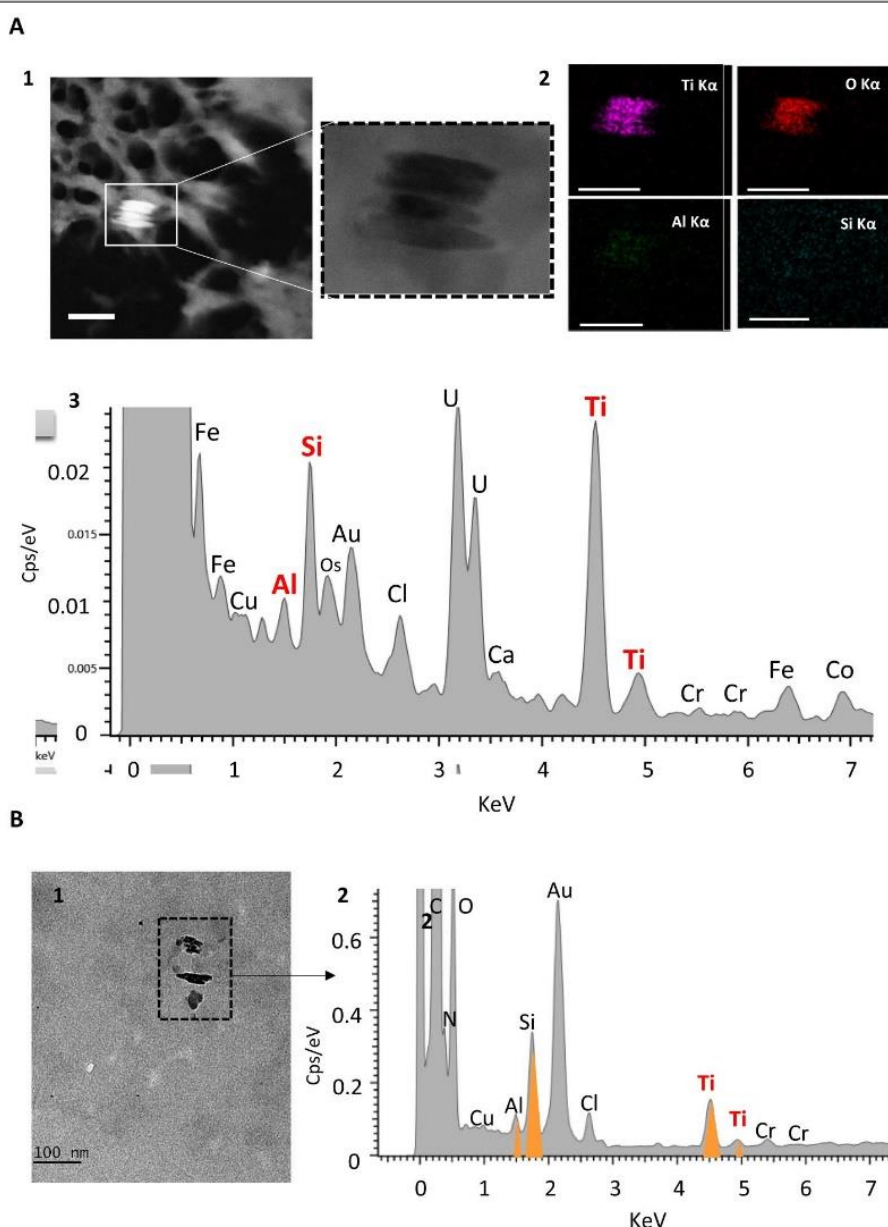 A
1
2
Ti Kα
O Kα
Al Kα
Si Kα
3
U
Ti
Fe
Si
U
0.02
Au
0.015
Os
Fe
Al
Cl
0.01
Cu
Ca
Ti
0.005
Cr
Cr
Fe
Co
0
Cps/eV
keV
0 1 2 3 4 5 6 7
KeV
B
1
2
C
O
Au
2
0.6
N
Si
0.4
0.2
Cu
Al
Cl
Ti
Ti
Cr
Cr
0
Cps/eV
100 nm
0 1 2 3 4 5 6 7
KeV